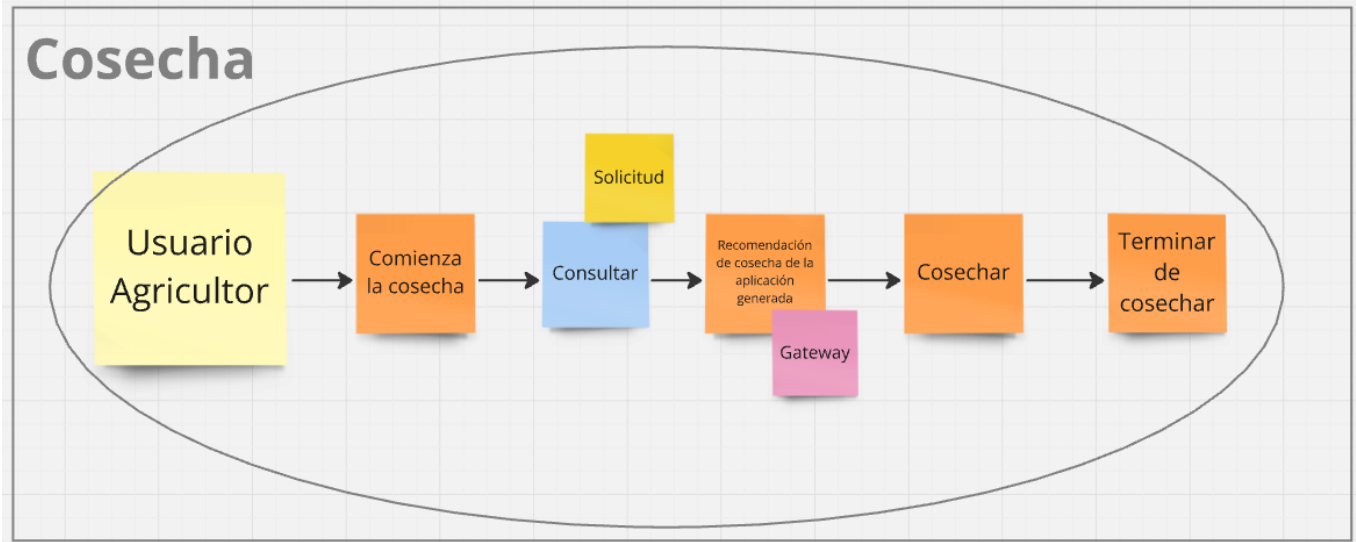 Cosecha
Usuario
Agricultor
Comienza
la cosecha
Solicitud
Consultar
Recomendación
de cosecha de la
aplicación
generada
Gateway
Cosechar
Terminar
de
cosechar